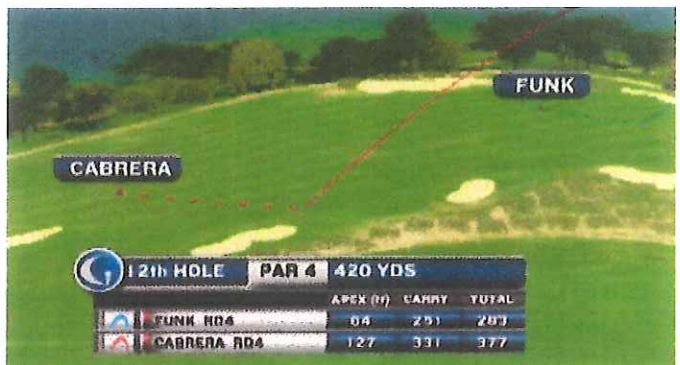 FUNK
CABRERA
12th HOLE PAR 4 420 YDS
APEX (ft) CARRY TOTAL
FUNK RD4 84 251 283
CABRERA RD4 127 331 377